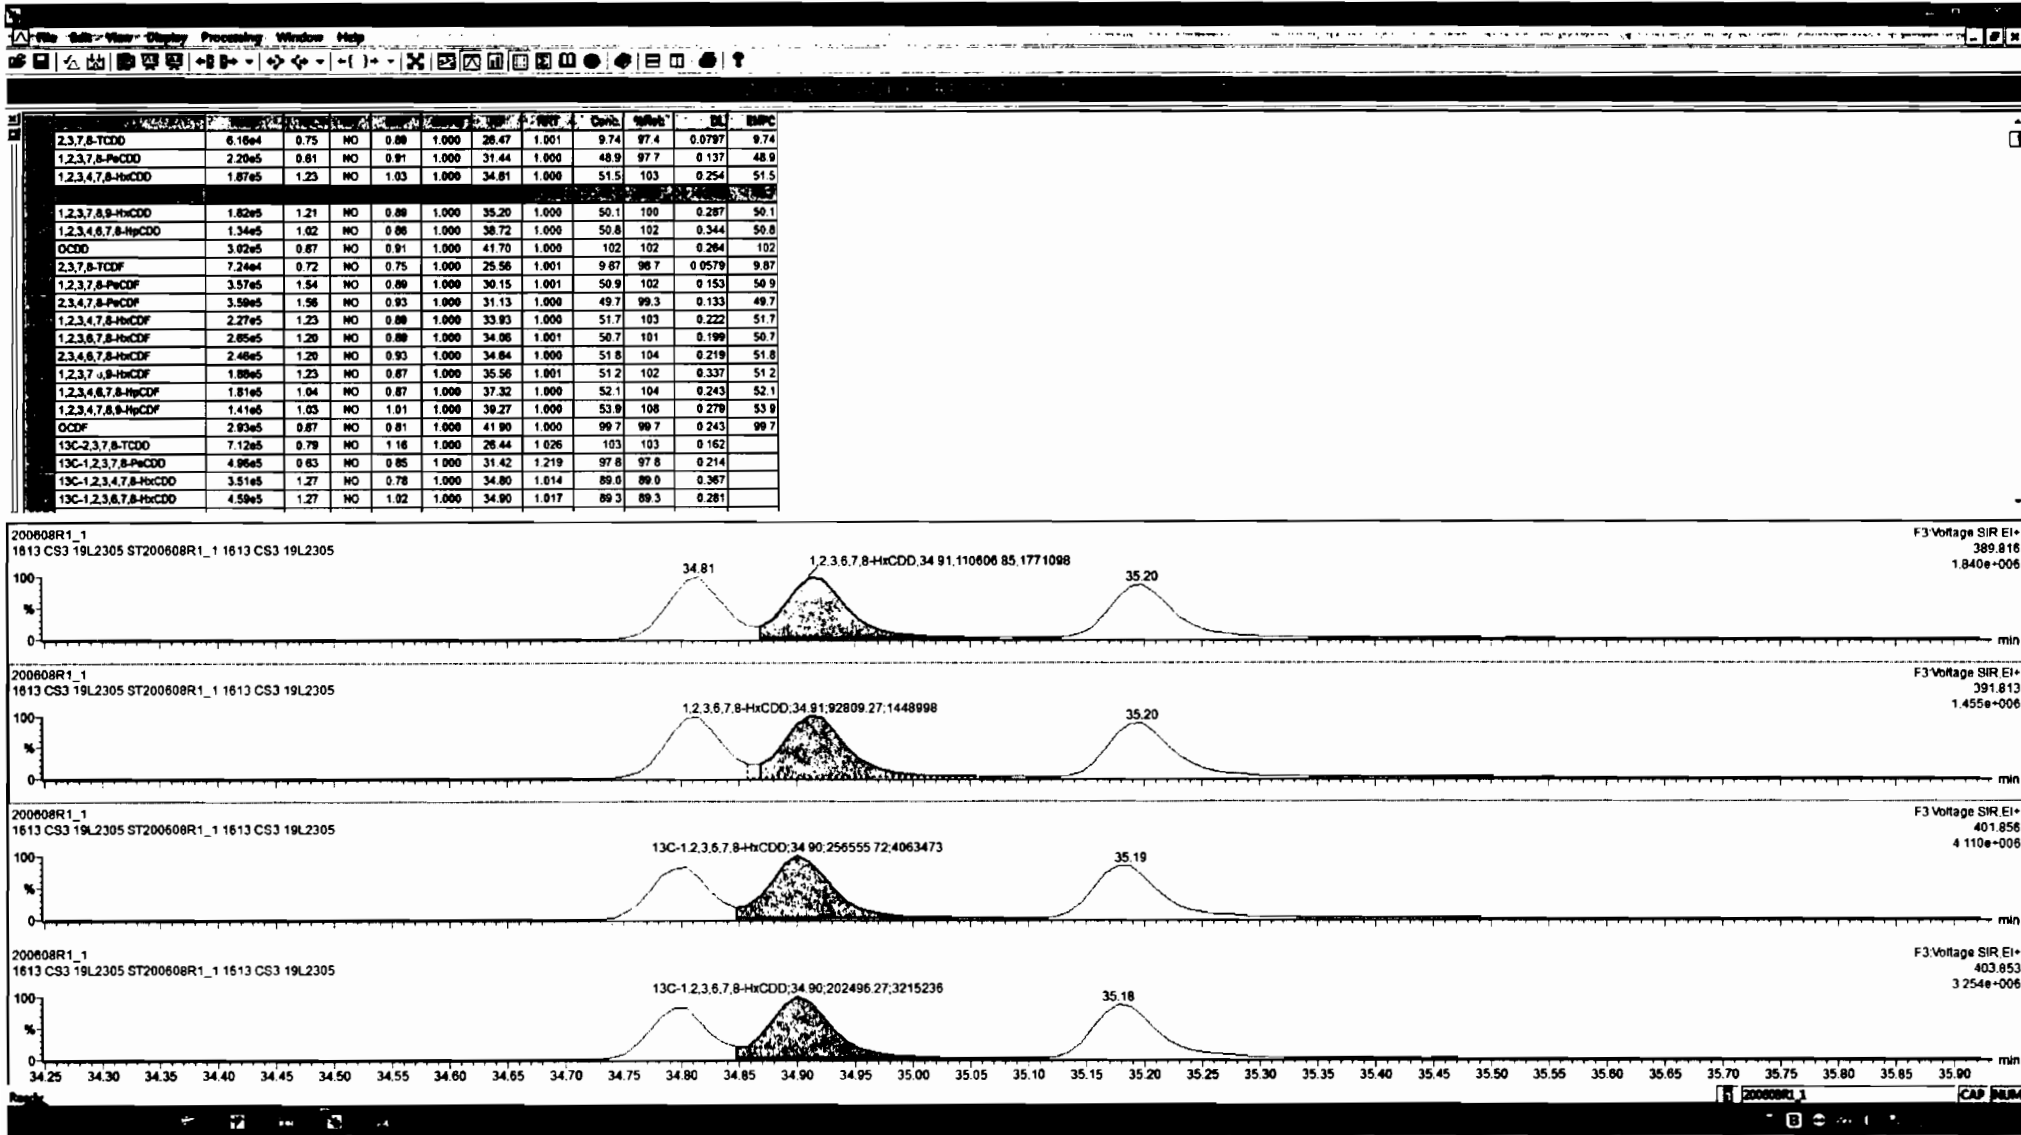 File Edit View Display Processing Window Help
Conc. %Rec DL EMPC
2,3,7,8-TCDD 6.16e4 0.75 NO 0.89 1.000 26.47 1.001 9.74 97.4 0.0797 9.74
1,2,3,7,8-PeCDD 2.20e5 0.61 NO 0.91 1.000 31.44 1.000 48.9 97 7 0 137 48.9
1,2,3,4,7,8-HxCDD 1.87e5 1.23 NO 1.03 1.000 34.81 1.000 51.5 103 0.254 51.5
1,2,3,7,8,9-HxCDD 1.82e5 1.21 NO 0.89 1.000 35.20 1.000 50.1 100 0.287 50.1
1,2,3,4,6,7,8-HpCDD 1.34e5 1.02 NO 0 86 1.000 38.72 1.000 50.8 102 0.344 50.8
OCDD 3.02e5 0.87 NO 0.91 1.000 41.70 1.000 102 102 0.264 102
2,3,7,8-TCDF 7.24e4 0.72 NO 0.75 1.000 25.56 1.001 9 87 98 7 0 0579 9.87
1,2,3,7,8-PeCDF 3.57e5 1.54 NO 0.89 1.000 30.15 1.001 50.9 102 0 153 50 9
2,3,4,7,8-PeCDF 3.59e5 1.56 NO 0.93 1.000 31.13 1.000 49.7 99.3 0.133 49.7
1,2,3,4,7,8-HxCDF 2.27e5 1.23 NO 0.89 1.000 33.93 1.000 51.7 103 0.222 51.7
1,2,3,6,7,8-HxCDF 2.65e5 1.20 NO 0.89 1.000 34.06 1.001 50.7 101 0.199 50.7
2,3,4,6,7,8-HxCDF 2.46e5 1.20 NO 0.93 1.000 34.64 1.000 51 8 104 0.219 51.8
1,2,3,7 ,9-HxCDF 1.88e5 1.23 NO 0.87 1.000 35.56 1.001 51 2 102 0.337 51 2
1,2,3,4,6,7,8-HpCDF 1.81e5 1.04 NO 0.87 1.000 37.32 1.000 52.1 104 0.243 52.1
1,2,3,4,7,8,9-HpCDF 1.41e5 1.03 NO 1.01 1.000 39.27 1.000 53.9 108 0 279 53 9
OCDF 2.93e5 0.87 NO 0 81 1.000 41 90 1.000 99 7 99 7 0 243 99 7
13C-2,3,7,8-TCDD 7.12e5 0.79 NO 1 16 1.000 26.44 1 026 103 103 0 162
13C-1,2,3,7,8-PeCDD 4.96e5 0 63 NO 0 85 1 000 31.42 1.219 97 8 97 8 0 214
13C-1,2,3,4,7,8-HxCDD 3.51e5 1.27 NO 0.78 1.000 34.80 1.014 89.0 89.0 0.367
13C-1,2,3,6,7,8-HxCDD 4.59e5 1.27 NO 1.02 1.000 34.90 1.017 89 3 89.3 0.281
200608R1_1 F3:Voltage SIR,EI+
1613 CS3 19L2305 ST200608R1_1 1613 CS3 19L2305 389.816
1.840e+006
34.81 1,2,3,6,7,8-HxCDD,34 91,110606 85,1771098 35.20
100 % 0 min
200608R1_1 F3:Voltage SIR,EI+
1613 CS3 19L2305 ST200608R1_1 1613 CS3 19L2305 391.813
1.455e+006
1,2,3,6,7,8-HxCDD;34.91;92809.27;1448998 35.20
100 % 0 min
200608R1_1 F3:Voltage SIR,EI+
1613 CS3 19L2305 ST200608R1_1 1613 CS3 19L2305 401.856
4 110e+006
13C-1,2,3,6,7,8-HxCDD;34 90;256555 72;4063473 35.19
100 % 0 min
200608R1_1 F3:Voltage SIR,EI+
1613 CS3 19L2305 ST200608R1_1 1613 CS3 19L2305 403.853
3 254e+006
13C-1,2,3,6,7,8-HxCDD;34.90;202496.27;3215236 35.18
100 % 0 min
34.25 34.30 34.35 34.40 34.45 34.50 34.55 34.60 34.65 34.70 34.75 34.80 34.85 34.90 34.95 35.00 35.05 35.10 35.15 35.20 35.25 35.30 35.35 35.40 35.45 35.50 35.55 35.60 35.65 35.70 35.75 35.80 35.85 35.90
Ready 200608R1_1 CAP NUM